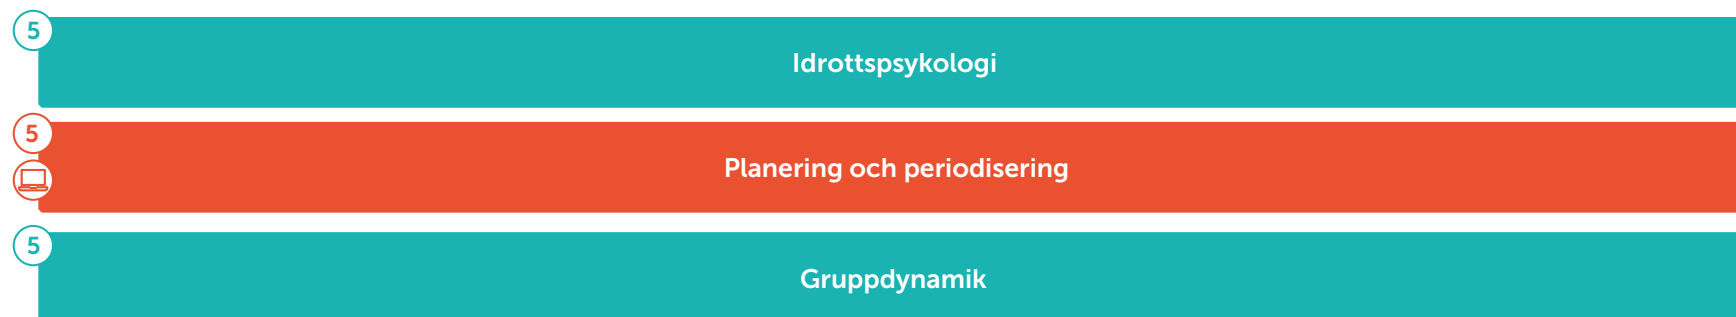 5
Idrottspsykologi
5
Planering och periodisering
5
Gruppdynamik